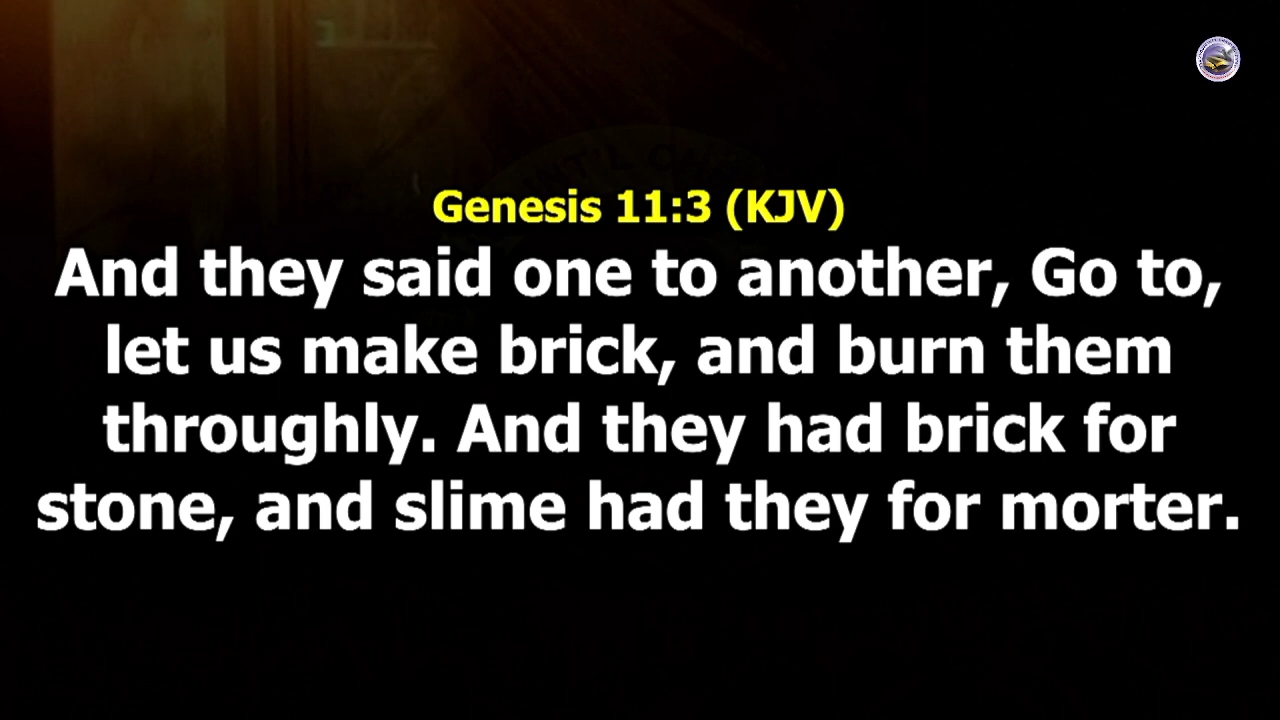 Genesis 11:3 (KJV)
And they said one to another, Go to,
let us make brick, and burn them
throughly. And they had brick for
stone, and slime had they for morter.